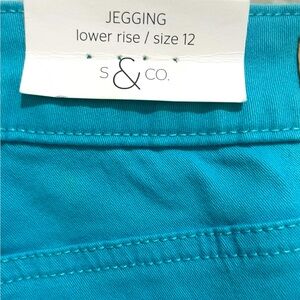 JEGGING
lower rise / size 12
S & CO.